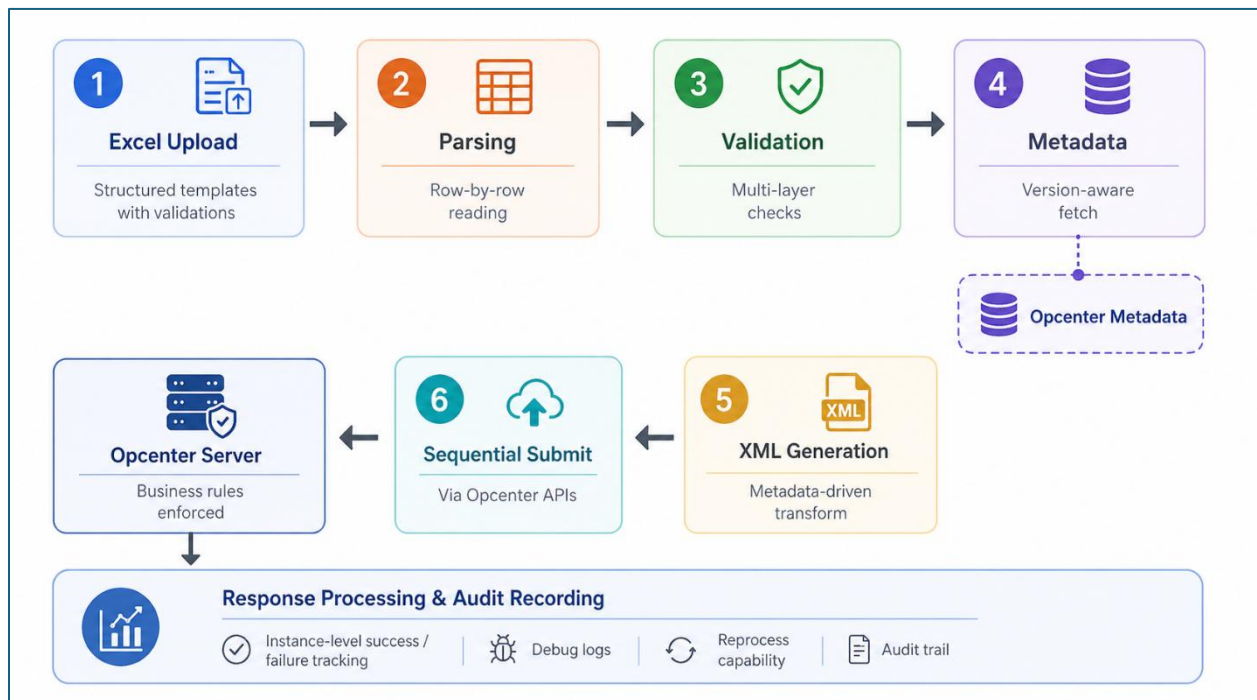 1
Excel Upload
Structured templates
with validations
2
Parsing
Row-by-row
reading
3
Validation
Multi-layer
checks
4
Metadata
Version-aware
fetch
Opcenter Metadata
5
XML
XML Generation
Metadata-driven
transform
6
Sequential Submit
Via Opcenter APIs
Opcenter Server
Business rules
enforced
Response Processing & Audit Recording
Instance-level success /
failure tracking
Debug logs
Reprocess
capability
Audit trail